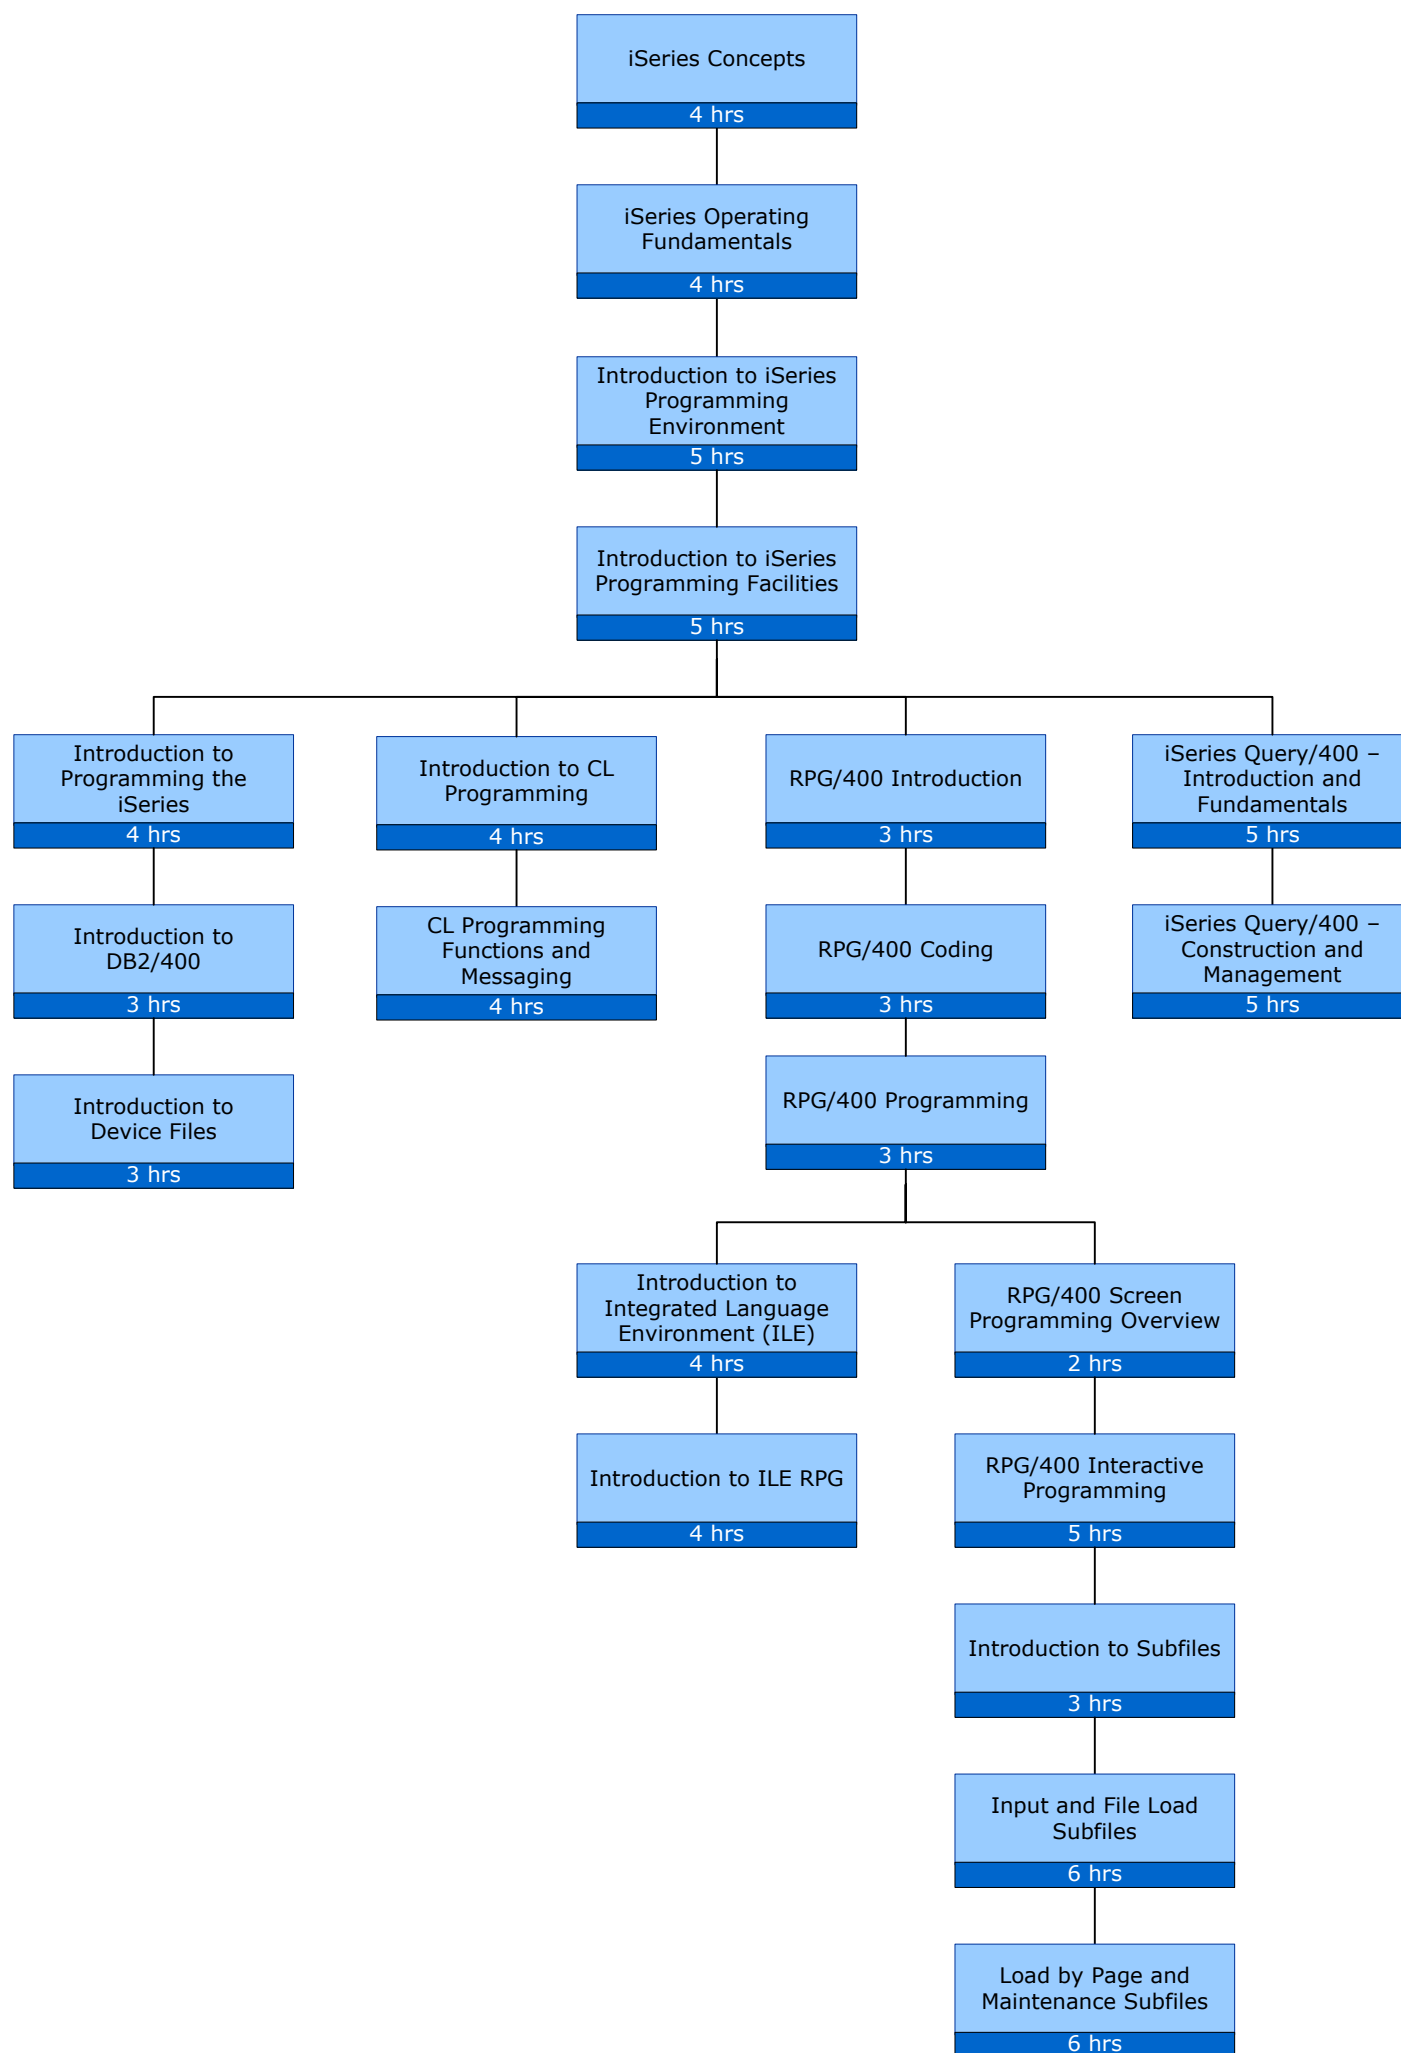 iSeries Concepts
4 hrs
iSeries Operating
Fundamentals
4 hrs
Introduction to iSeries
Programming
Environment
5 hrs
Introduction to iSeries
Programming Facilities
5 hrs
Introduction to
Programming the
iSeries
4 hrs
Introduction to CL
Programming
4 hrs
RPG/400 Introduction
3 hrs
iSeries Query/400 –
Introduction and
Fundamentals
5 hrs
Introduction to
DB2/400
3 hrs
CL Programming
Functions and
Messaging
4 hrs
RPG/400 Coding
3 hrs
iSeries Query/400 –
Construction and
Management
5 hrs
Introduction to
Device Files
3 hrs
RPG/400 Programming
3 hrs
Introduction to
Integrated Language
Environment (ILE)
4 hrs
RPG/400 Screen
Programming Overview
2 hrs
Introduction to ILE RPG
4 hrs
RPG/400 Interactive
Programming
5 hrs
Introduction to Subfiles
3 hrs
Input and File Load
Subfiles
6 hrs
Load by Page and
Maintenance Subfiles
6 hrs